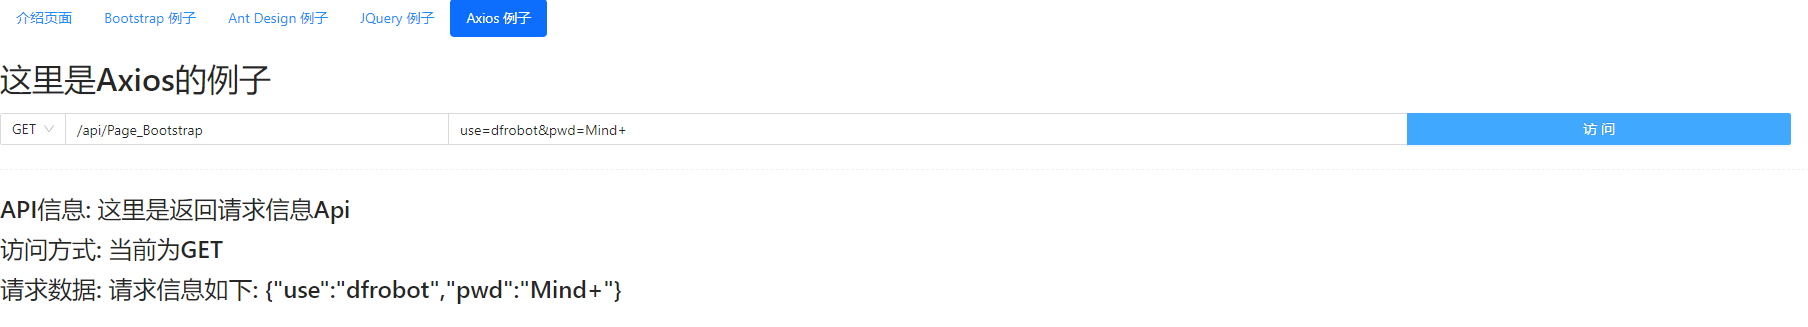 介绍页面 Bootstrap 例子 Ant Design 例子 JQuery 例子 Axios 例子
这里是Axios的例子
GET /api/Page_Bootstrap use=dfrobot&pwd=Mind+ 访 问
API信息: 这里是返回请求信息Api
访问方式: 当前为GET
请求数据: 请求信息如下: {"use":"dfrobot","pwd":"Mind+"}